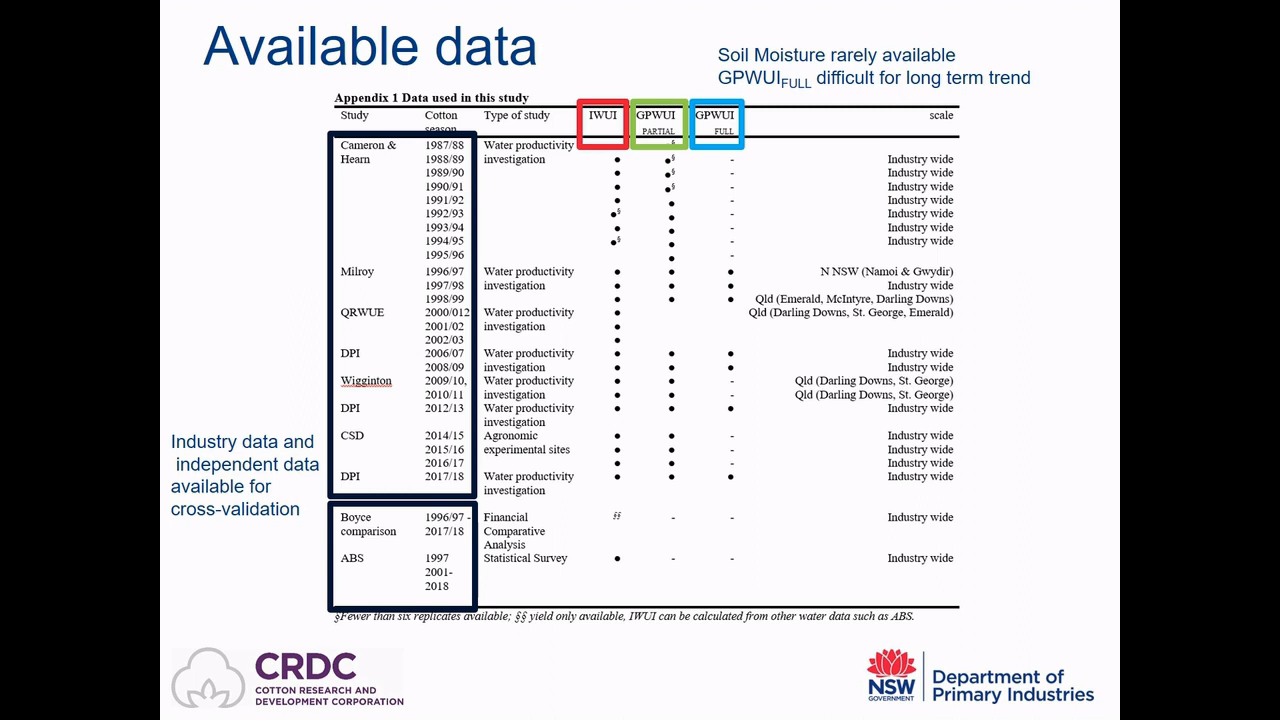 Available data
Soil Moisture rarely available
GPWUIFULL difficult for long term trend
Appendix 1 Data used in this study
Study Cotton season Type of study IWUI GPWUI PARTIAL GPWUI FULL scale
Cameron & 1987/88 Water productivity §
Hearn 1988/89 investigation ● ●§ - Industry wide
1989/90 ● ●§ - Industry wide
1990/91 ● ●§ - Industry wide
1991/92 ● ● - Industry wide
1992/93 ●§ ● - Industry wide
1993/94 ● ● - Industry wide
1994/95 ●§ ● - Industry wide
1995/96 ● -
Milroy 1996/97 Water productivity ● ● ● N NSW (Namoi & Gwydir)
1997/98 investigation ● ● ● Industry wide
1998/99 ● ● ● Qld (Emerald, McIntyre, Darling Downs)
QRWUE 2000/012 Water productivity ● Qld (Darling Downs, St. George, Emerald)
2001/02 investigation ●
2002/03 ●
DPI 2006/07 Water productivity ● ● ● Industry wide
2008/09 investigation ● ● ● Industry wide
Wigginton 2009/10, Water productivity ● ● - Qld (Darling Downs, St. George)
2010/11 investigation ● ● - Qld (Darling Downs, St. George)
DPI 2012/13 Water productivity ● ● ● Industry wide
investigation
CSD 2014/15 Agronomic ● ● - Industry wide
2015/16 experimental sites ● ● - Industry wide
2016/17 ● ● - Industry wide
DPI 2017/18 Water productivity ● ● ● Industry wide
investigation
Boyce 1996/97 - Financial §§ - - Industry wide
comparison 2017/18 Comparative
Analysis
ABS 1997 Statistical Survey ● - - Industry wide
2001-
2018
§Fewer than six replicates available; §§ yield only available, IWUI can be calculated from other water data such as ABS.
Industry data and
independent data
available for
cross-validation
CRDC
COTTON RESEARCH AND
DEVELOPMENT CORPORATION
NSW
GOVERNMENT
Department of
Primary Industries